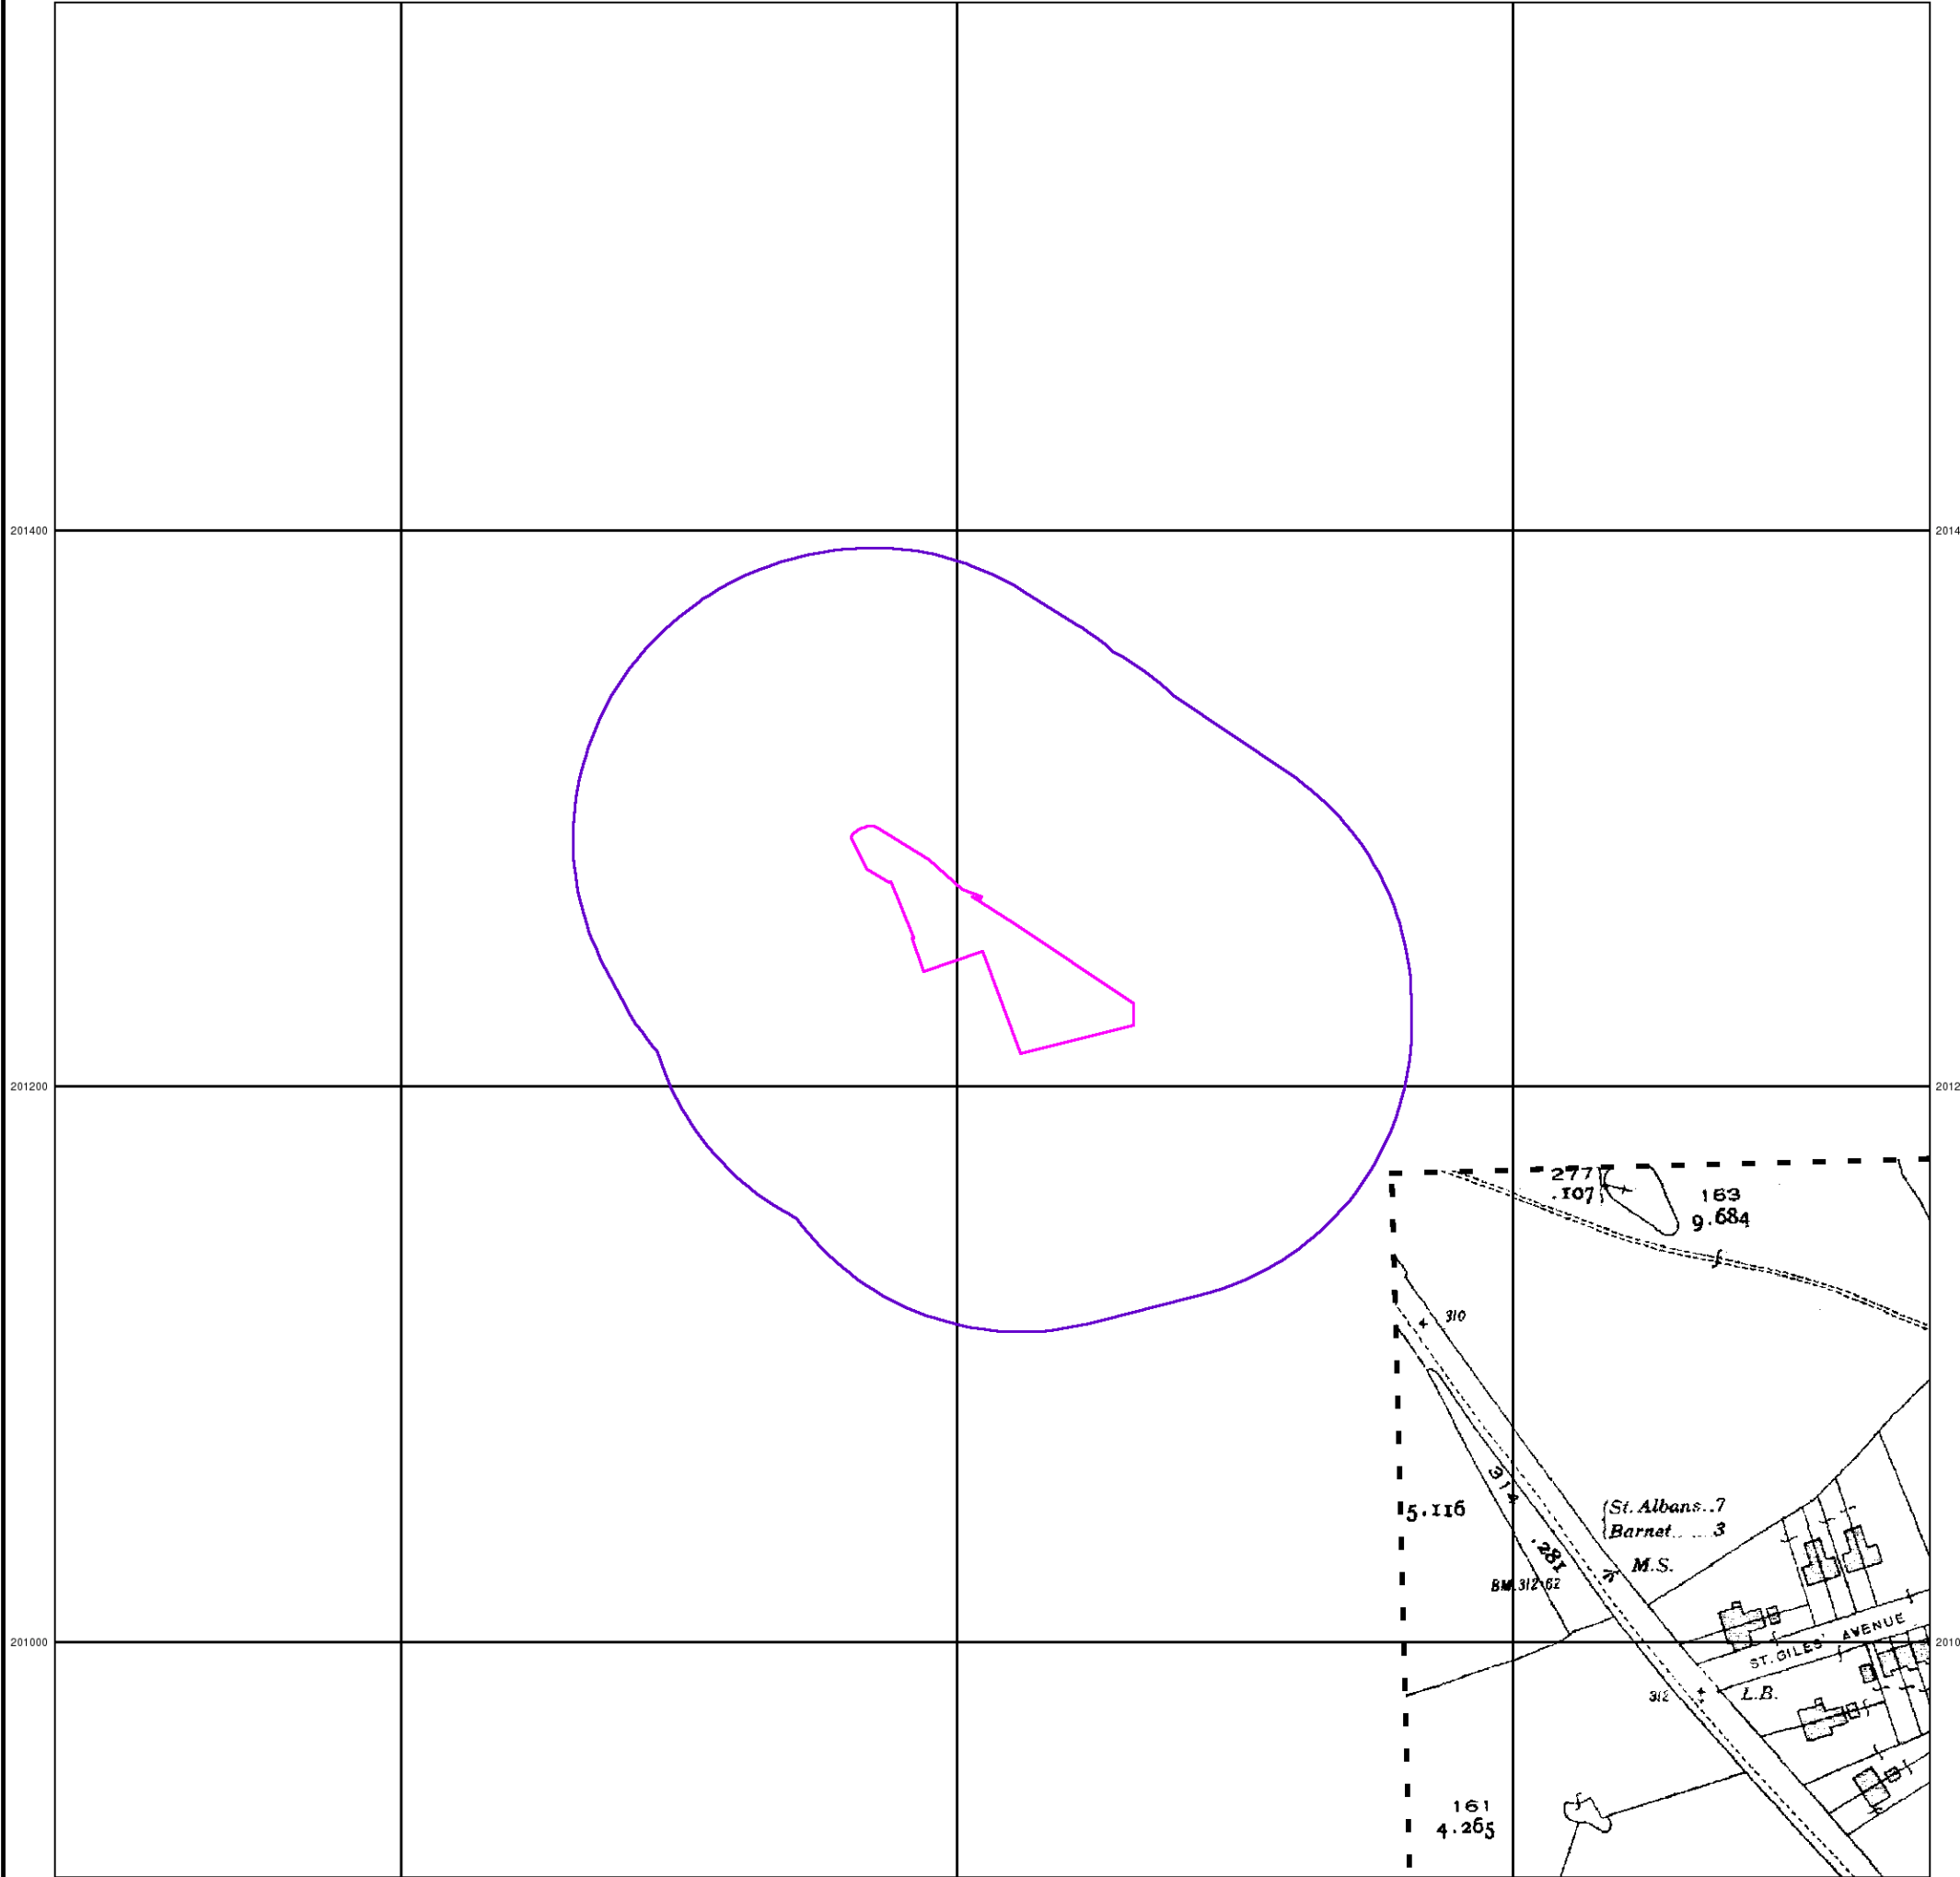 201400
2014
201200
2012
277
.107
163
9.684
310
314
5.116
St. Albans..7
Barnet.....3
.281
M.S.
B.M.312.62
ST. GILES' AVENUE
201000
2010
312
L.B.
161
4.265